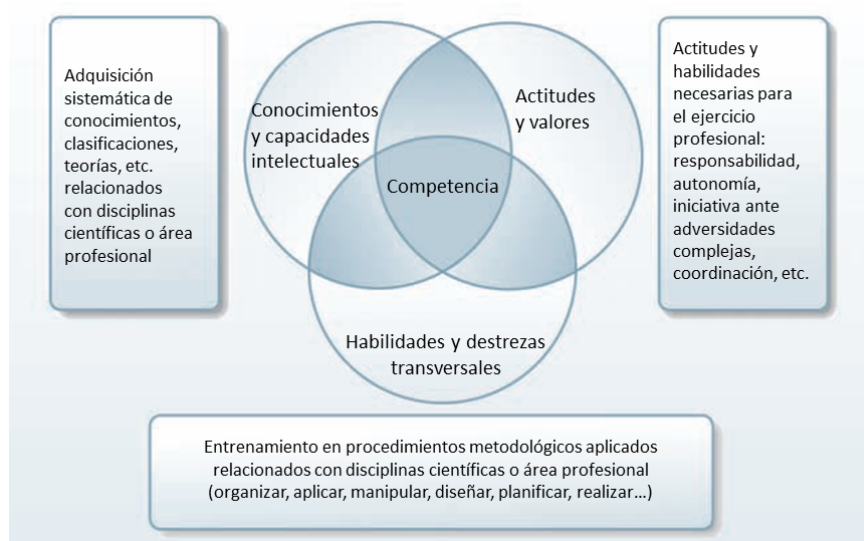 Adquisición
sistemática de
conocimientos,
clasificaciones,
teorías, etc.
relacionados
con disciplinas
científicas o área
profesional
Conocimientos
y capacidades
intelectuales
Actitudes
y valores
Competencia
Habilidades y destrezas
transversales
Actitudes y
habilidades
necesarias para
el ejercicio
profesional:
responsabilidad,
autonomía,
iniciativa ante
adversidades
complejas,
coordinación, etc.
Entrenamiento en procedimientos metodológicos aplicados
relacionados con disciplinas científicas o área profesional
(organizar, aplicar, manipular, diseñar, planificar, realizar…)